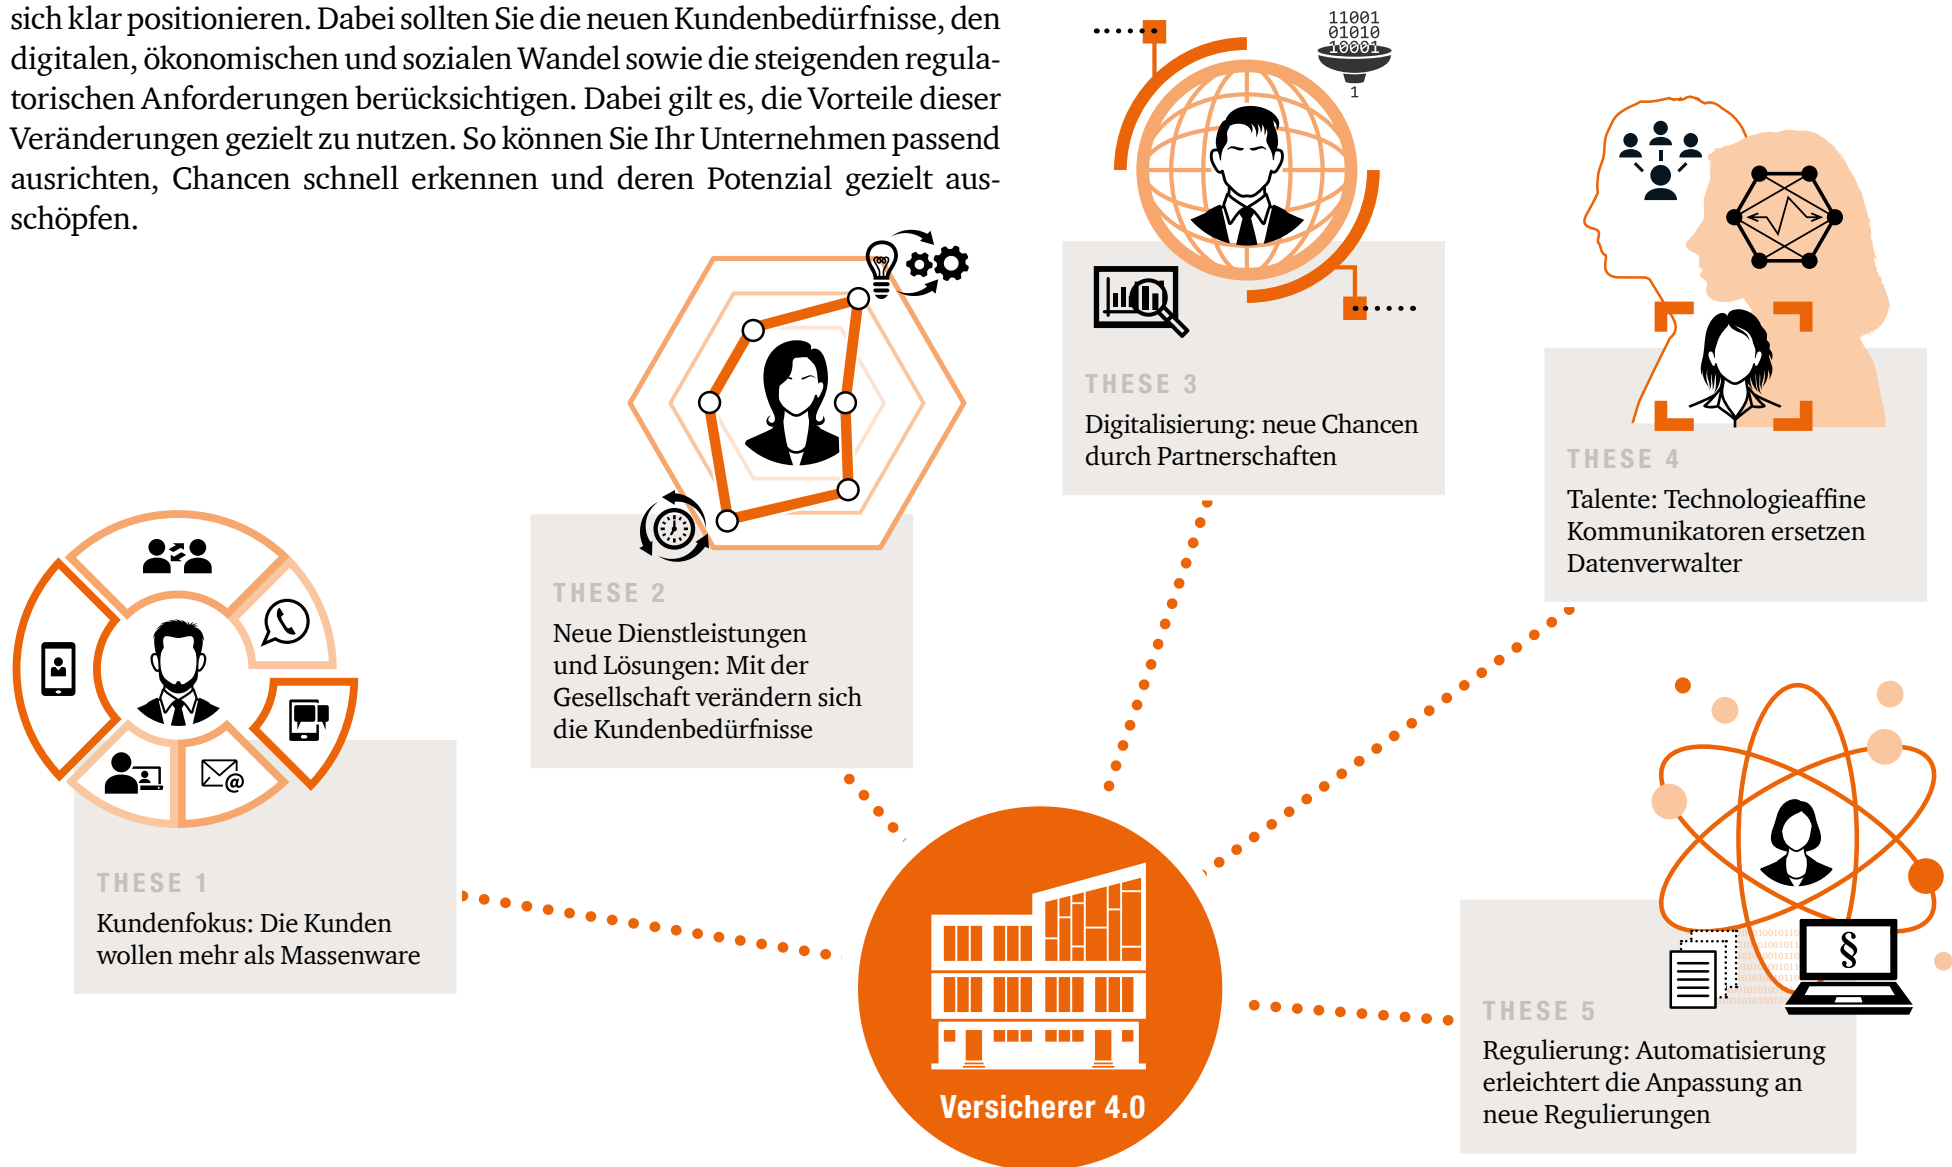 sich klar positionieren. Dabei sollten Sie die neuen Kundenbedürfnisse, den
digitalen, ökonomischen und sozialen Wandel sowie die steigenden regula-
torischen Anforderungen berücksichtigen. Dabei gilt es, die Vorteile dieser
Veränderungen gezielt zu nutzen. So können Sie Ihr Unternehmen passend
ausrichten, Chancen schnell erkennen und deren Potenzial gezielt aus-
schöpfen.
THESE 1
Kundenfokus: Die Kunden
wollen mehr als Massenware
@
THESE 2
Neue Dienstleistungen
und Lösungen: Mit der
Gesellschaft verändern sich
die Kundenbedürfnisse
11001
01010
10001
1
THESE 3
Digitalisierung: neue Chancen
durch Partnerschaften
THESE 4
Talente: Technologieaffine
Kommunikatoren ersetzen
Datenverwalter
§
THESE 5
Regulierung: Automatisierung
erleichtert die Anpassung an
neue Regulierungen
Versicherer 4.0